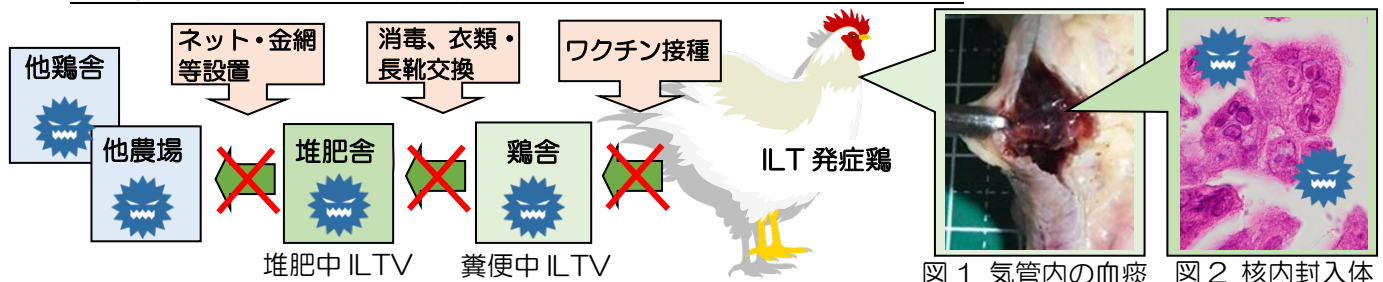 ネット・金網
等設置
消毒、衣類・
長靴交換
ワクチン接種
他鶏舎
他農場
堆肥舎
鶏舎
ILT 発症鶏
堆肥中 ILTV
糞便中 ILTV
図1 気管内の血痰
図2 核内封入体